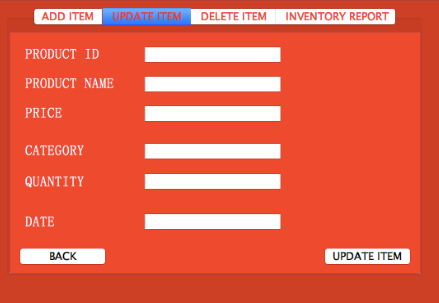 ADD ITEM UPDATE ITEM DELETE ITEM INVENTORY REPORT
PRODUCT ID
PRODUCT NAME
PRICE
CATEGORY
QUANTITY
DATE
BACK UPDATE ITEM